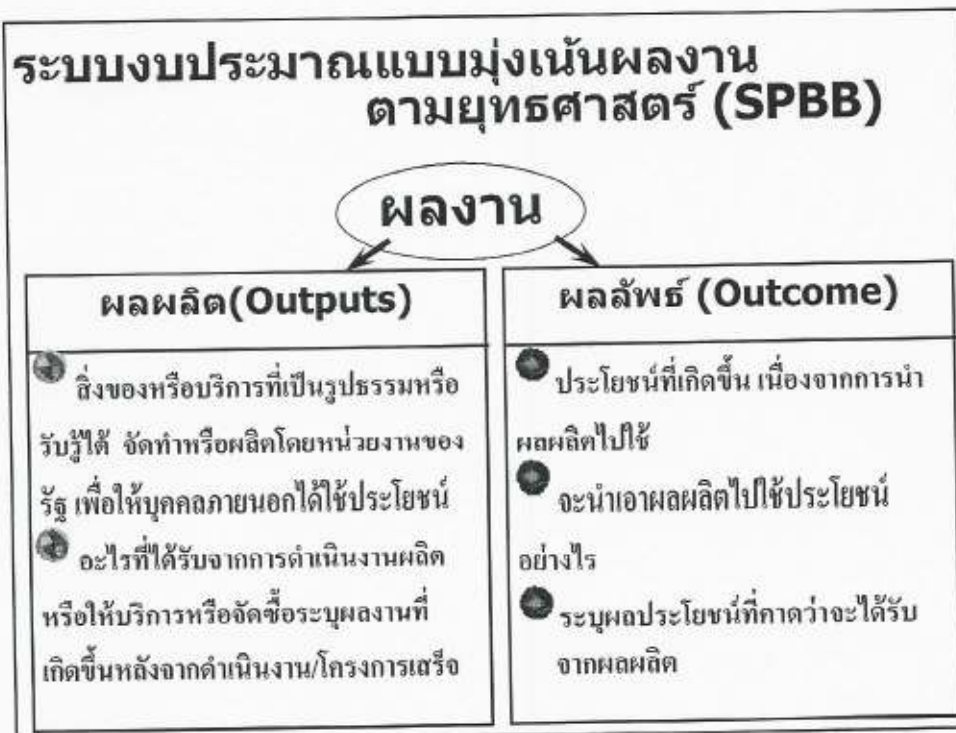 ระบบงบประมาณแบบมุ่งเน้นผลงาน
ตามยุทธศาสตร์ (SPBB)
ผลงาน
ผลผลิต(Outputs)
สิ่งของหรือบริการที่เป็นรูปธรรมหรือ
รับรู้ได้ จัดทำหรือผลิตโดยหน่วยงานของ
รัฐ เพื่อให้บุคคลภายนอกได้ใช้ประโยชน์
อะไรที่ได้รับจากการดำเนินงานผลิต
หรือให้บริการหรือจัดซื้อระบุผลงานที่
เกิดขึ้นหลังจากดำเนินงาน/โครงการเสร็จ
ผลลัพธ์ (Outcome)
ประโยชน์ที่เกิดขึ้น เนื่องจากการนำ
ผลผลิตไปใช้
จะนำเอาผลผลิตไปใช้ประโยชน์
อย่างไร
ระบุผลประโยชน์ที่คาดว่าจะได้รับ
จากผลผลิต